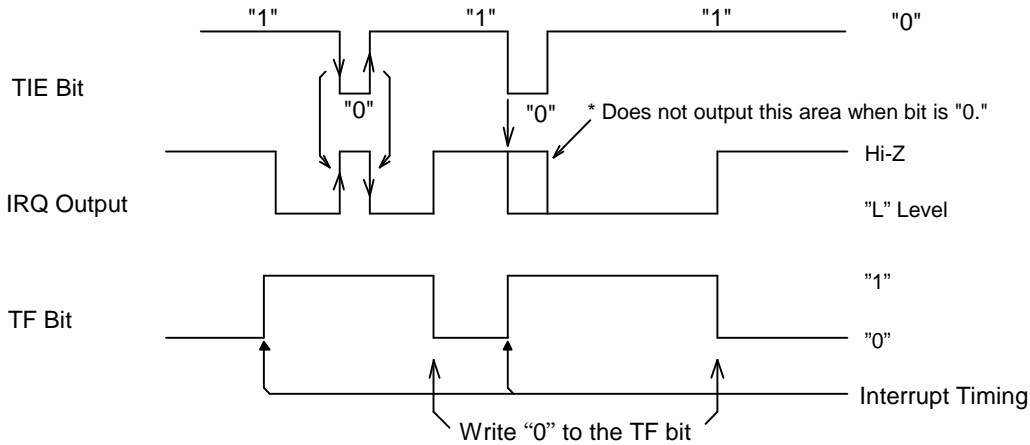 "1" "1" "1" "0"
TIE Bit
"0" "0" * Does not output this area when bit is "0."
Hi-Z
IRQ Output
"L" Level
"1"
TF Bit
"0"
Interrupt Timing
Write “0” to the TF bit